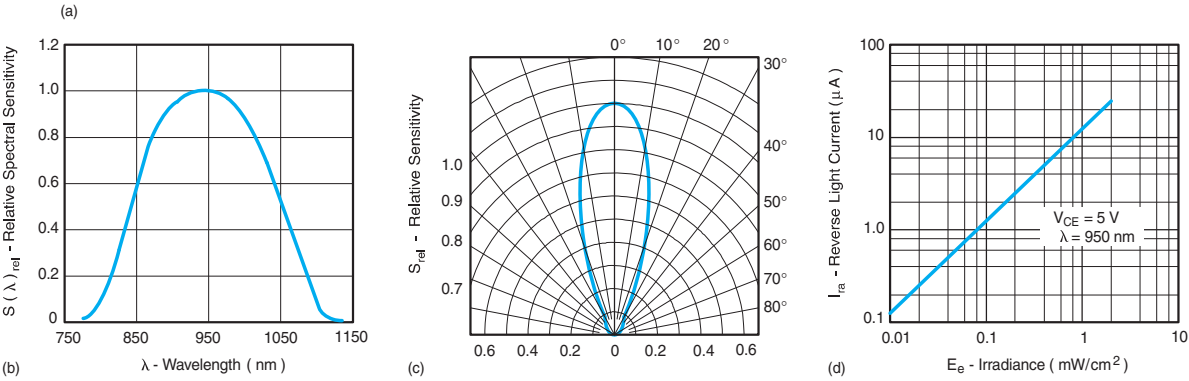 (a)
S ( λ )rel - Relative Spectral Sensitivity
1.2
1.0
0.8
0.6
0.4
0.2
0
750 850 950 1050 1150
λ - Wavelength ( nm )
(b)
0° 10° 20°
30°
40°
50°
60°
70°
80°
Srel - Relative Sensitivity
1.0
0.9
0.8
0.7
0.6 0.4 0.2 0 0.2 0.4 0.6
(c)
Ira - Reverse Light Current ( μA )
100
10
1.0
0.1
VCE = 5 V
λ = 950 nm
0.01 0.1 1 10
Ee - Irradiance ( mW/cm2 )
(d)